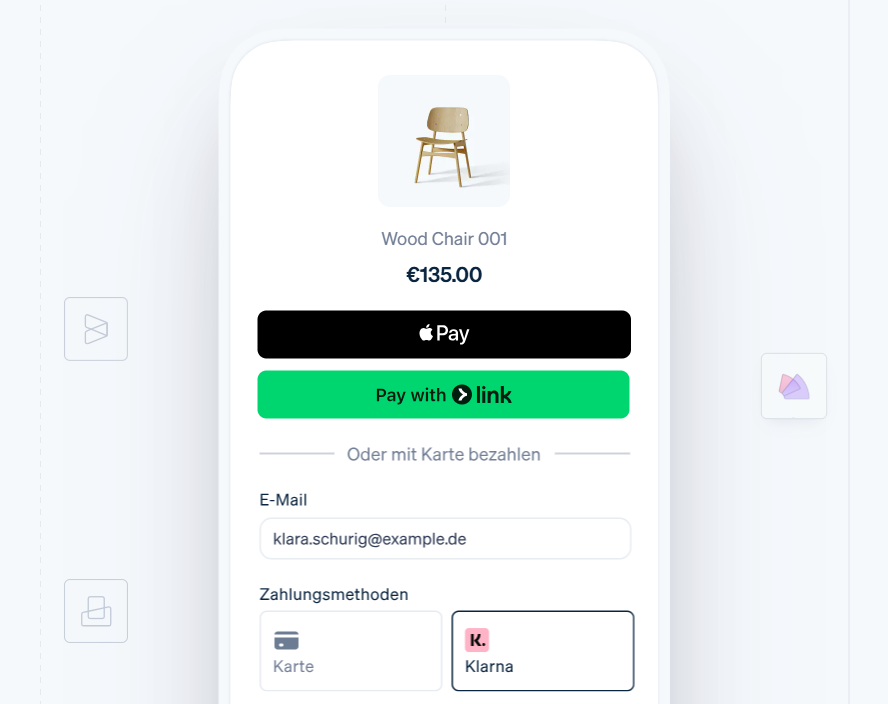 Wood Chair 001
€135.00
Pay
Pay with link
Oder mit Karte bezahlen
E-Mail
klara.schurig@example.de
Zahlungsmethoden
K.
Karte
Klarna